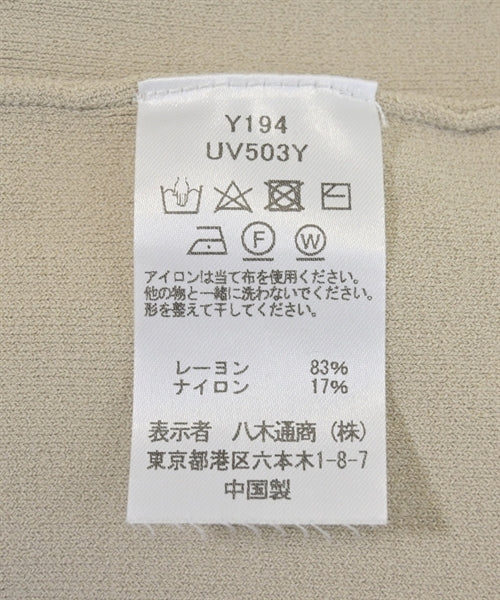 Y194
UV503Y
F W
アイロンは当て布を使用ください。
他の物と一緒に洗わないでください。
形を整えて干してください。
レーヨン 83%
ナイロン 17%
表示者 八木通商(株)
東京都港区六本木1-8-7
中国製